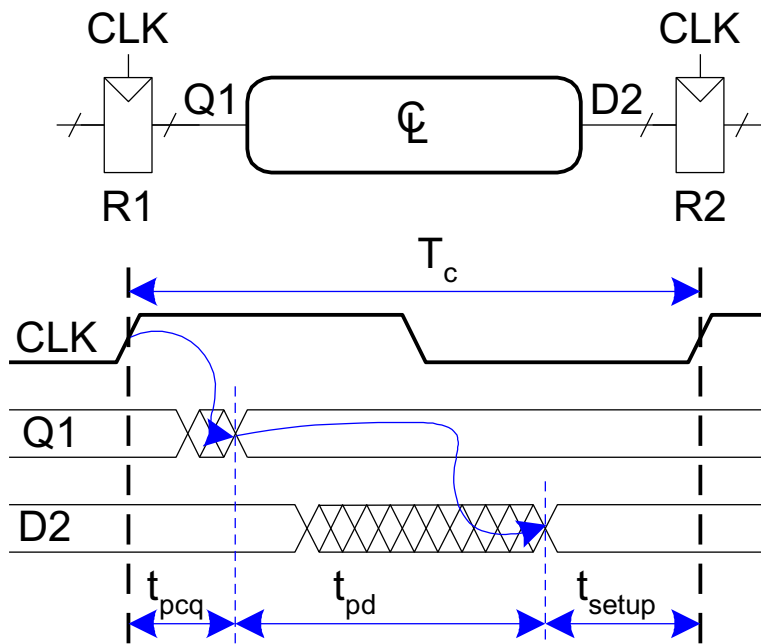 CLK CLK
Q1 CL D2
R1 R2
Tc
CLK
Q1
D2
tpcq tpd tsetup